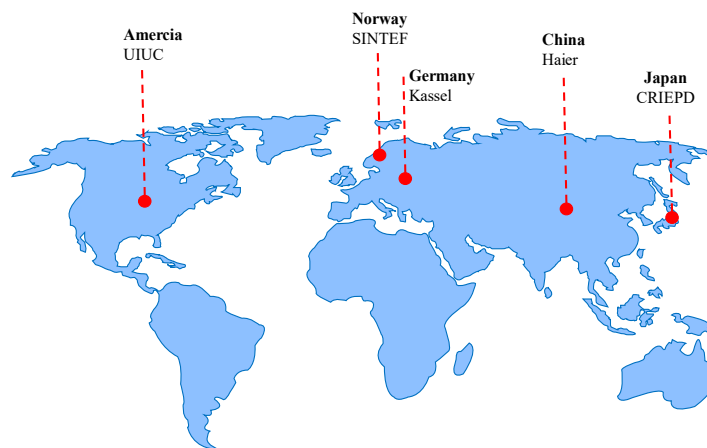 Amercia
UIUC
Norway
SINTEF
Germany
Kassel
China
Haier
Japan
CRIEPD